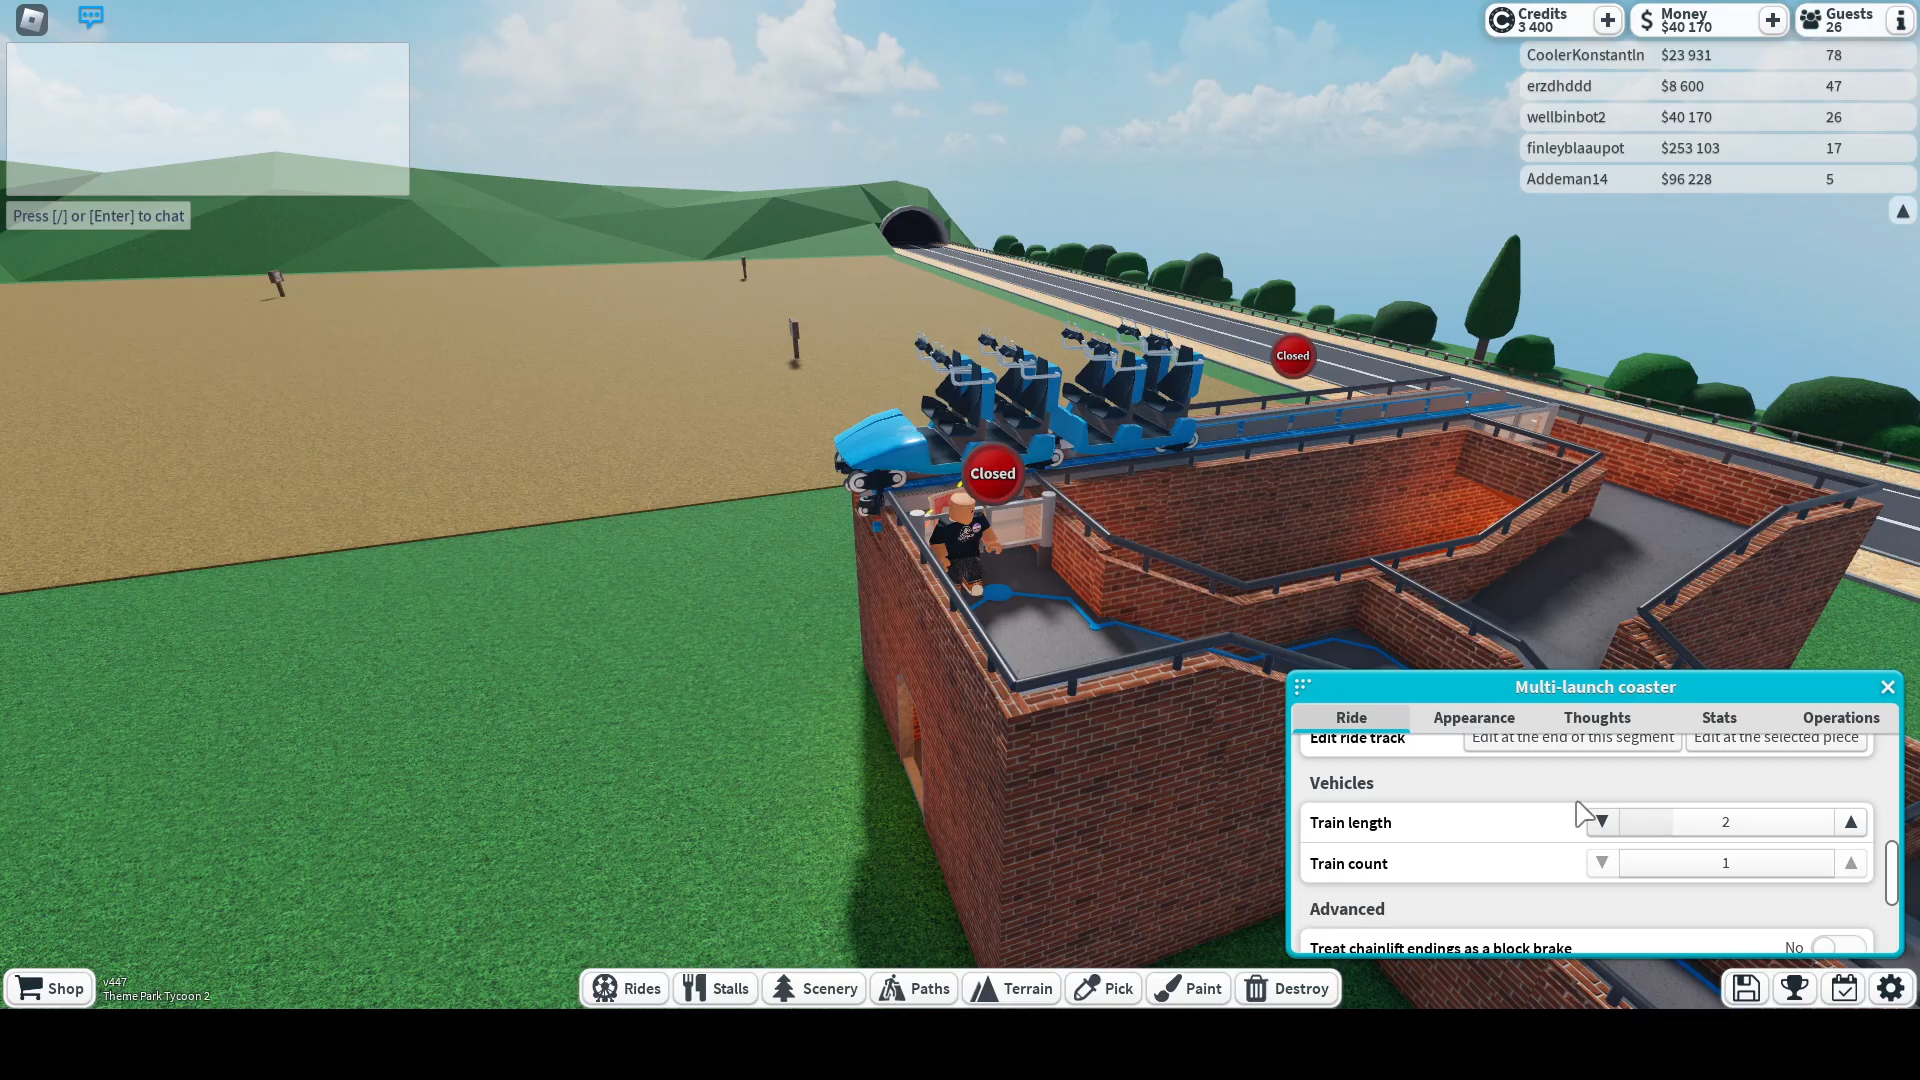 Credits
3 400
Money
$40 170
Guests
26
CoolerKonstantln $23 931 78
erzdhddd $8 600 47
wellbinbot2 $40 170 26
finleyblaaupot $253 103 17
Addeman14 $96 228 5
Press [/] or [Enter] to chat
Closed
Closed
Multi-launch coaster
Ride Appearance Thoughts Stats Operations
Edit ride track Edit at the end of this segment Edit at the selected piece
Vehicles
Train length 2
Train count 1
Advanced
Treat chainlift endings as a block brake No
Shop
v447
Theme Park Tycoon 2
Rides Stalls Scenery Paths Terrain Pick Paint Destroy